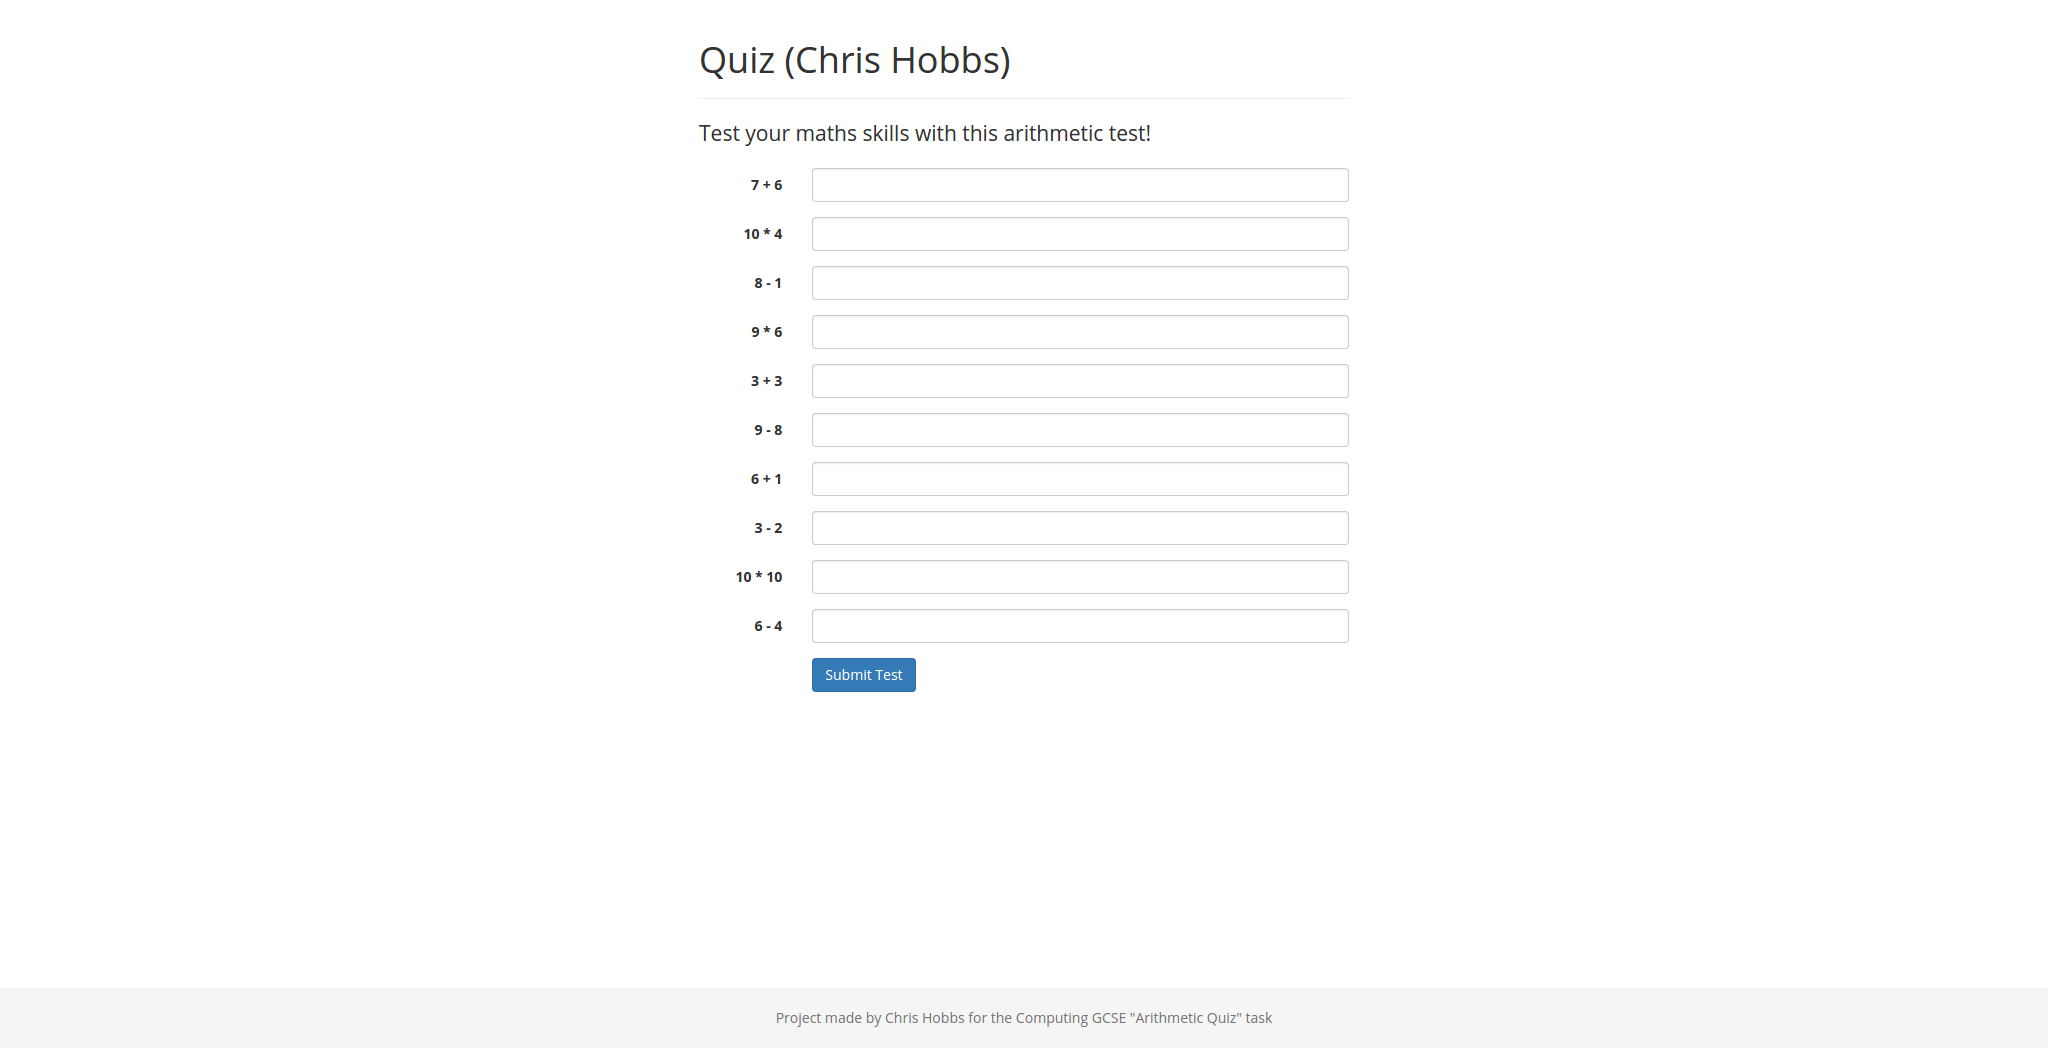 Quiz (Chris Hobbs)
Test your maths skills with this arithmetic test!
7 + 6
10 * 4
8 - 1
9 * 6
3 + 3
9 - 8
6 + 1
3 - 2
10 * 10
6 - 4
Submit Test
Project made by Chris Hobbs for the Computing GCSE "Arithmetic Quiz" task